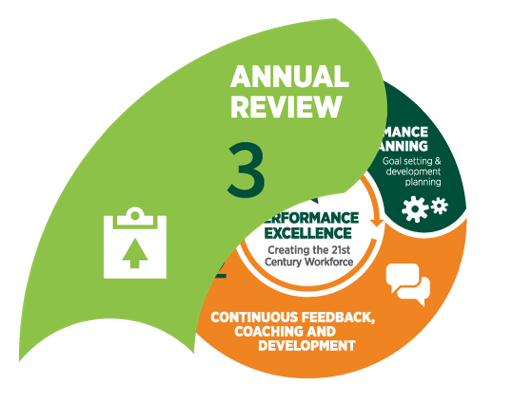 ANNUAL
REVIEW
3
MANCE
ANNING
Goal setting &
development
planning
ERFORMANCE
EXCELLENCE
Creating the 21st
Century Workforce
CONTINUOUS FEEDBACK,
COACHING AND
DEVELOPMENT